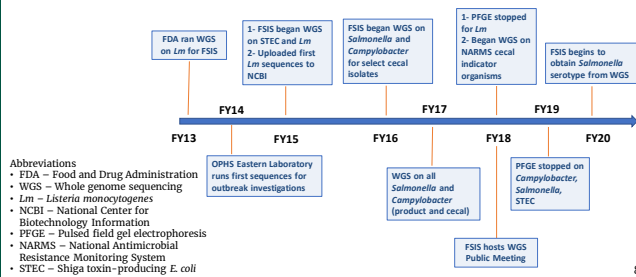 FDA ran WGS
on Lm for FSIS
1- FSIS began WGS
on STEC and Lm
2- Uploaded first
Lm sequences to
NCBI
FSIS began WGS on
Salmonella and
Campylobacter
for select cecal
isolates
1- PFGE stopped
for Lm
2- Began WGS on
NARMS cecal
indicator
organisms
FSIS begins to
obtain Salmonella
serotype from WGS
FY14
FY17
FY19
FY13
FY15
FY16
FY18
FY20
OPHS Eastern Laboratory
runs first sequences for
outbreak investigations
WGS on all
Salmonella and
Campylobacter
(product and cecal)
PFGE stopped on
Campylobacter,
Salmonella,
STEC
FSIS hosts WGS
Public Meeting
Abbreviations
• FDA – Food and Drug Administration
• WGS – Whole genome sequencing
• Lm – Listeria monocytogenes
• NCBI – National Center for
Biotechnology Information
• PFGE – Pulsed field gel electrophoresis
• NARMS – National Antimicrobial
Resistance Monitoring System
• STEC – Shiga toxin-producing E. coli